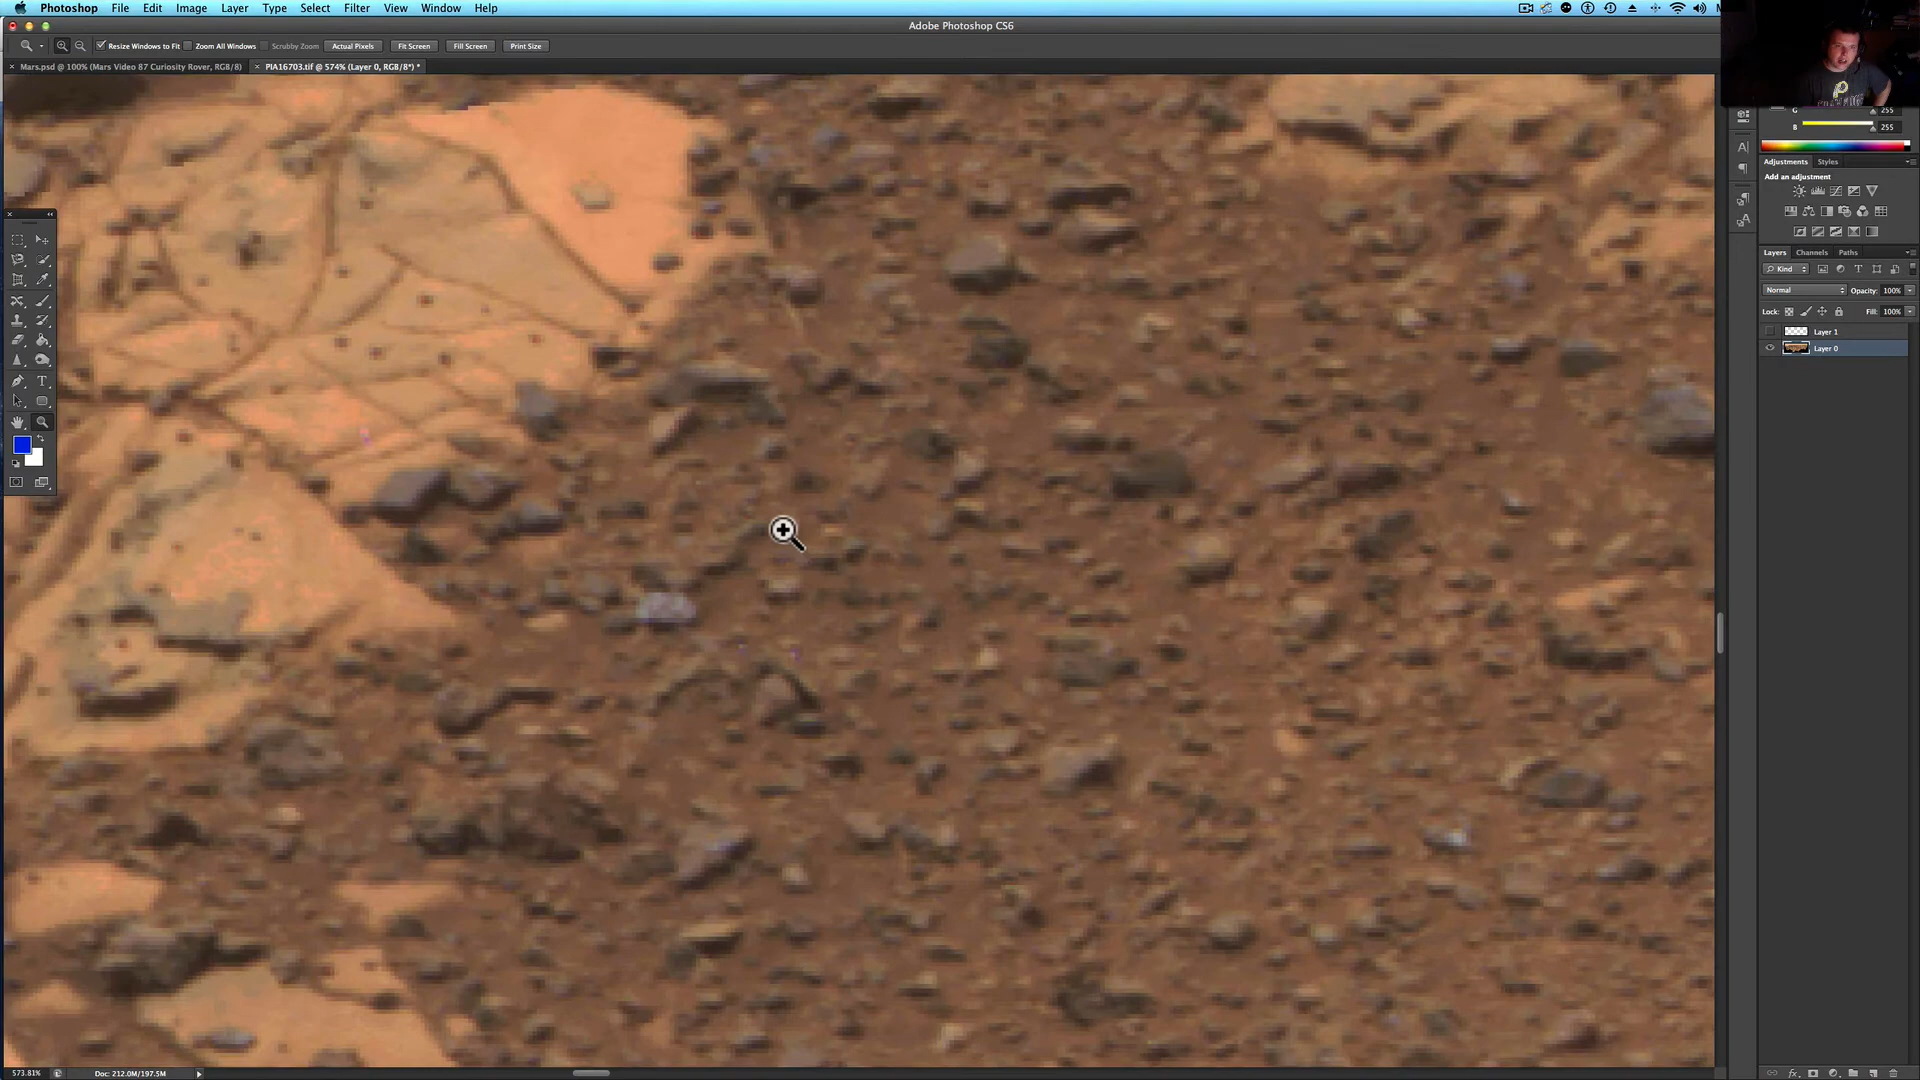 Photoshop File Edit Image Layer Type Select Filter View Window Help
Adobe Photoshop CS6
Resize Windows to Fit Zoom All Windows Scrubby Zoom Actual Pixels Fit Screen Fill Screen Print Size
Mars.psd @ 100% (Mars Video 87 Curiosity Rover, RGB/8) PIA16703.tif @ 574% (Layer 0, RGB/8*) *
G 255
B 255
Adjustments Styles
Add an adjustment
Layers Channels Paths
Kind
Normal Opacity: 100%
Lock: Fill: 100%
Layer 1
Layer 0
573.81% Doc: 212.0M/197.5M